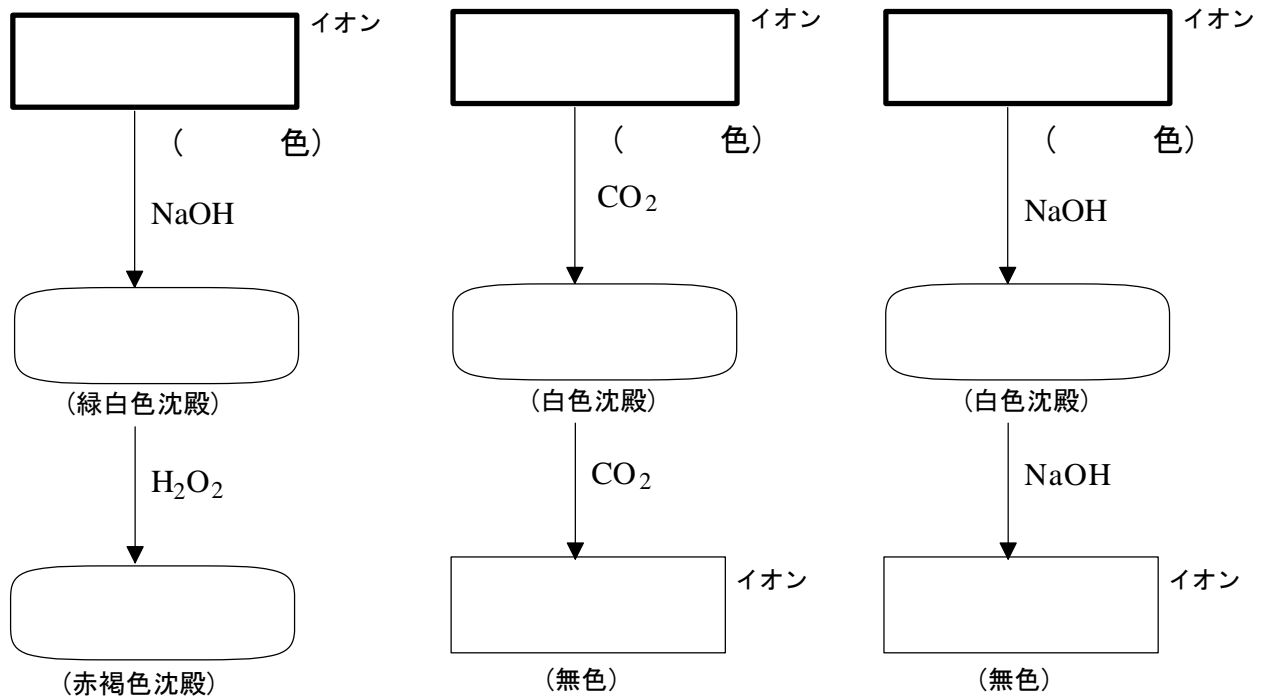 イオン
(　　　色)
NaOH
(緑白色沈殿)
H₂O₂
(赤褐色沈殿)
イオン
(　　　色)
CO₂
(白色沈殿)
CO₂
イオン
(無色)
イオン
(　　　色)
NaOH
(白色沈殿)
NaOH
イオン
(無色)